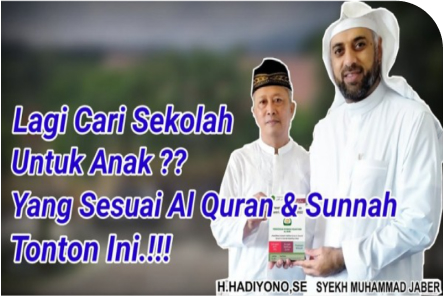 Lagi Cari Sekolah
Untuk Anak ??
Yang Sesuai Al Quran & Sunnah
Tonton Ini.!!!
H.HADIYONO,SE SYEKH MUHAMMAD JABER